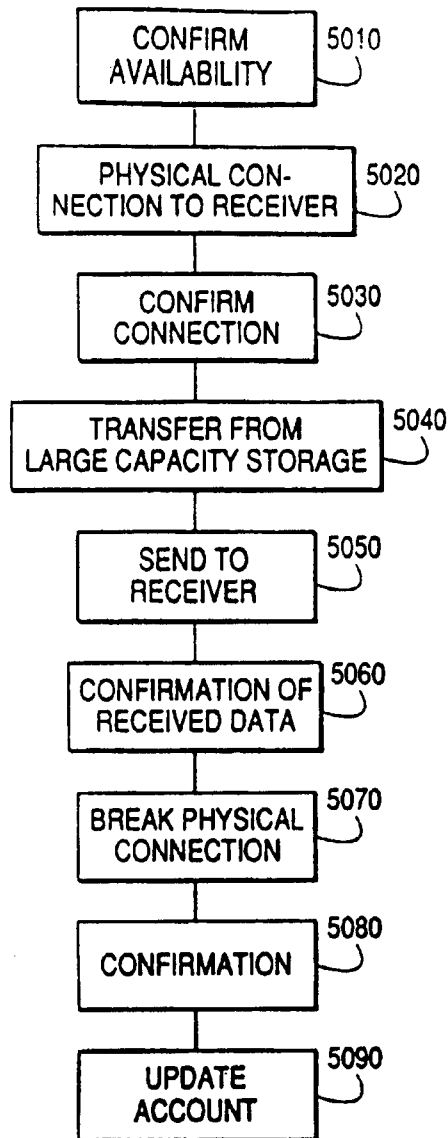 CONFIRM
AVAILABILITY
5010
PHYSICAL CON-
NECTION TO RECEIVER
5020
CONFIRM
CONNECTION
5030
TRANSFER FROM
LARGE CAPACITY STORAGE
5040
SEND TO
RECEIVER
5050
CONFIRMATION OF
RECEIVED DATA
5060
BREAK PHYSICAL
CONNECTION
5070
CONFIRMATION
5080
UPDATE
ACCOUNT
5090